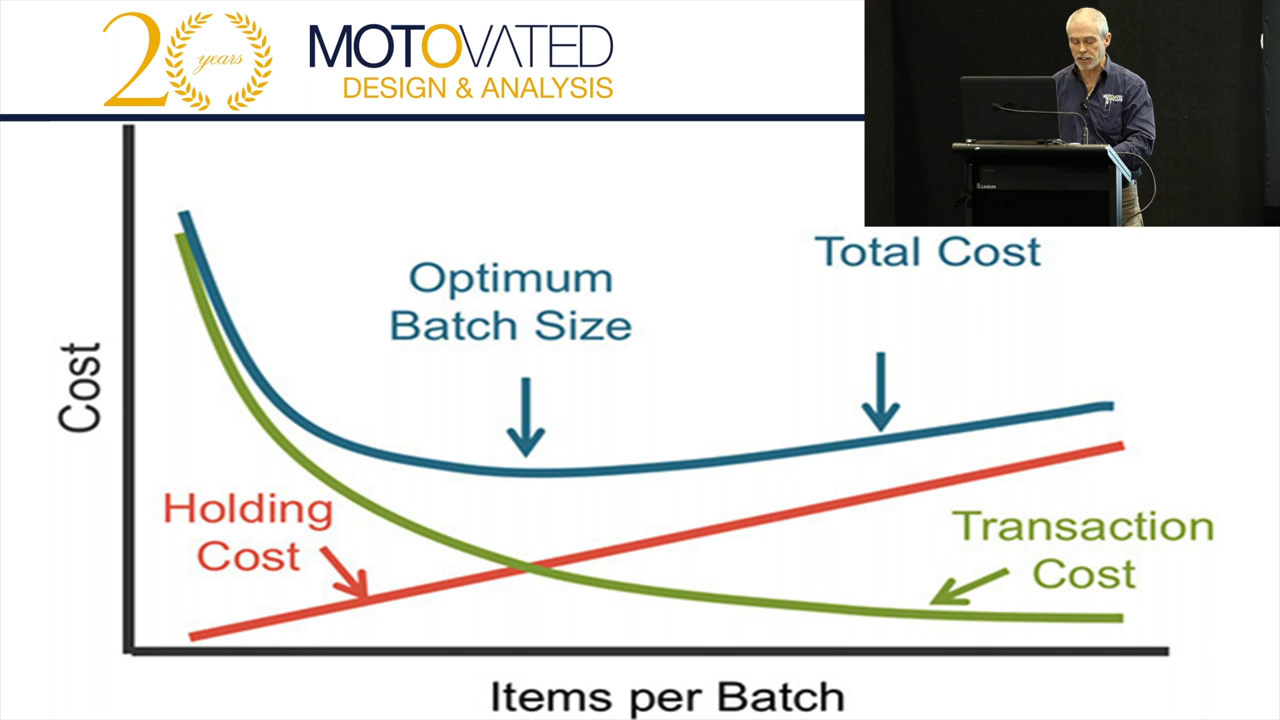 20 years
MOTOVATED
DESIGN & ANALYSIS
Total Cost
Optimum
Batch Size
Cost
Holding
Cost
Transaction
Cost
Items per Batch